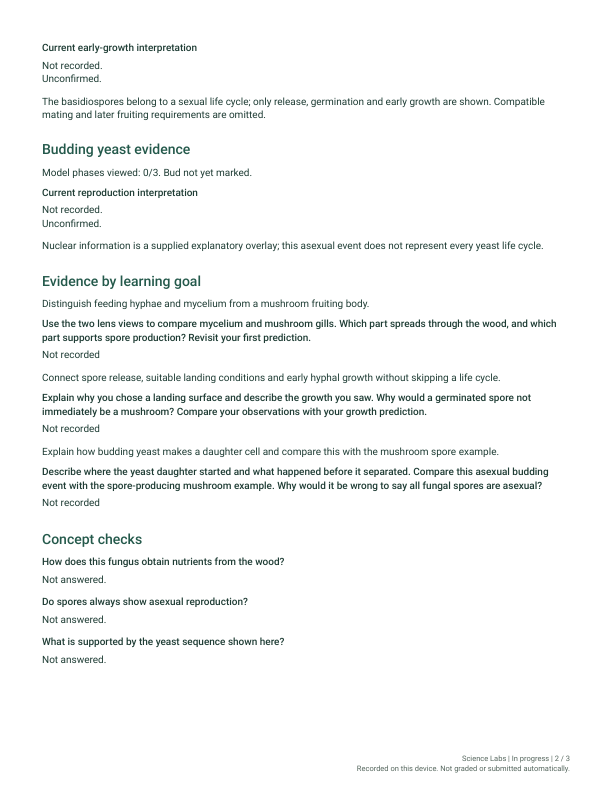 Current early-growth interpretation
Not recorded.
Unconfirmed.
The basidiospores belong to a sexual life cycle; only release, germination and early growth are shown. Compatible
mating and later fruiting requirements are omitted.
Budding yeast evidence
Model phases viewed: 0/3. Bud not yet marked.
Current reproduction interpretation
Not recorded.
Unconfirmed.
Nuclear information is a supplied explanatory overlay; this asexual event does not represent every yeast life cycle.
Evidence by learning goal
Distinguish feeding hyphae and mycelium from a mushroom fruiting body.
Use the two lens views to compare mycelium and mushroom gills. Which part spreads through the wood, and which
part supports spore production? Revisit your first prediction.
Not recorded
Connect spore release, suitable landing conditions and early hyphal growth without skipping a life cycle.
Explain why you chose a landing surface and describe the growth you saw. Why would a germinated spore not
immediately be a mushroom? Compare your observations with your growth prediction.
Not recorded
Explain how budding yeast makes a daughter cell and compare this with the mushroom spore example.
Describe where the yeast daughter started and what happened before it separated. Compare this asexual budding
event with the spore-producing mushroom example. Why would it be wrong to say all fungal spores are asexual?
Not recorded
Concept checks
How does this fungus obtain nutrients from the wood?
Not answered.
Do spores always show asexual reproduction?
Not answered.
What is supported by the yeast sequence shown here?
Not answered.
Science Labs | In progress | 2 / 3
Recorded on this device. Not graded or submitted automatically.